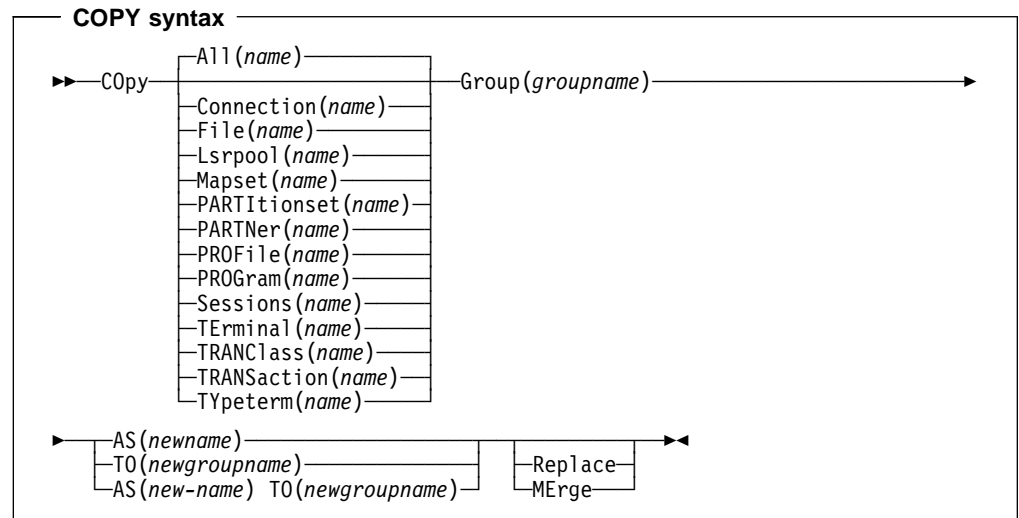 COPY syntax
All(name)
►►──COpy Group(groupname) ►
Connection(name)
File(name)
Lsrpool(name)
Mapset(name)
PARTItionset(name)
PARTNer(name)
PROFile(name)
PROGram(name)
Sessions(name)
TErminal(name)
TRANClass(name)
TRANSaction(name)
TYpeterm(name)
► AS(newname) ►◄
TO(newgroupname) Replace
AS(new-name) TO(newgroupname) MErge